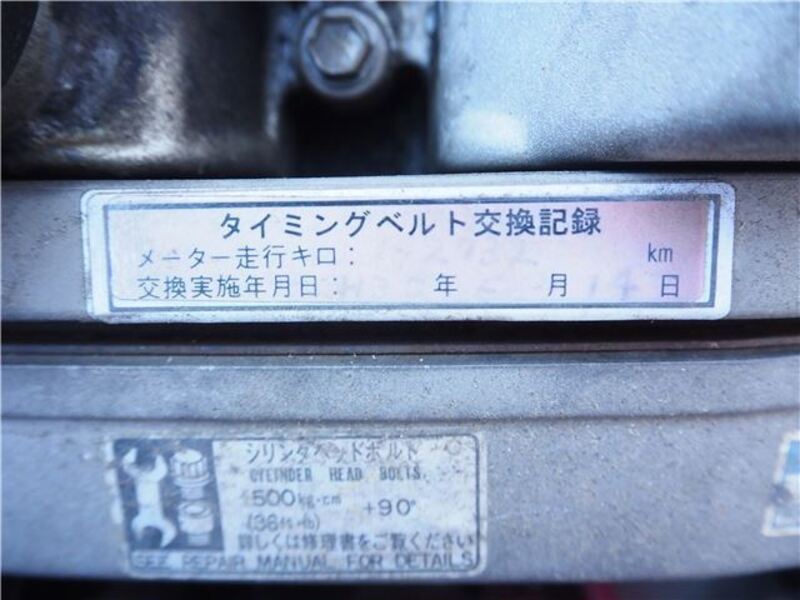 タイミングベルト交換記録
メーター走行キロ： km
交換実施年月日： 年 月 14 日
シリンダヘッドボルト
CYLINDER HEAD BOLTS.
500kg-cm +90°
(36ft-lb)
詳しくは修理書をご覧ください
SEE REPAIR MANUAL FOR DETAILS